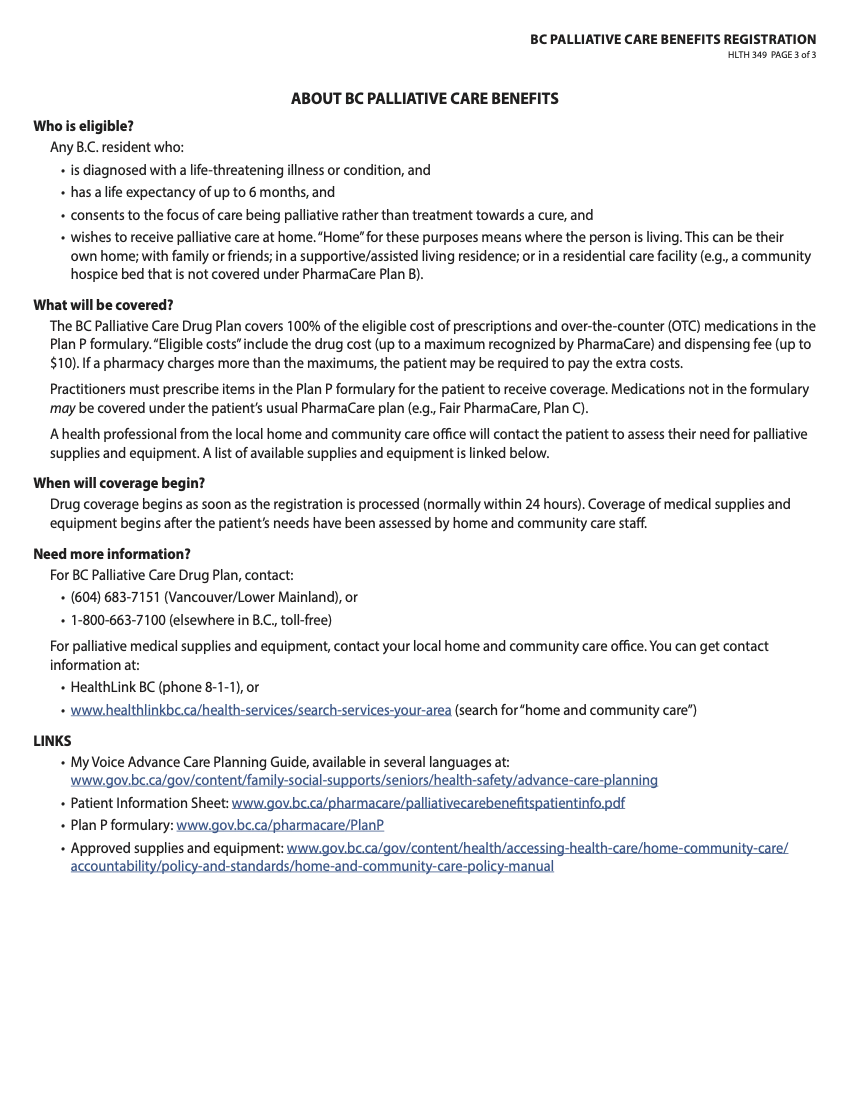 BC PALLIATIVE CARE BENEFITS REGISTRATION
HLTH 349 PAGE 3 of 3
ABOUT BC PALLIATIVE CARE BENEFITS
Who is eligible?
Any B.C. resident who:
• is diagnosed with a life-threatening illness or condition, and
• has a life expectancy of up to 6 months, and
• consents to the focus of care being palliative rather than treatment towards a cure, and
• wishes to receive palliative care at home. “Home” for these purposes means where the person is living. This can be their
own home; with family or friends; in a supportive/assisted living residence; or in a residential care facility (e.g., a community
hospice bed that is not covered under PharmaCare Plan B).
What will be covered?
The BC Palliative Care Drug Plan covers 100% of the eligible cost of prescriptions and over-the-counter (OTC) medications in the
Plan P formulary. “Eligible costs” include the drug cost (up to a maximum recognized by PharmaCare) and dispensing fee (up to
$10). If a pharmacy charges more than the maximums, the patient may be required to pay the extra costs.
Practitioners must prescribe items in the Plan P formulary for the patient to receive coverage. Medications not in the formulary
may be covered under the patient’s usual PharmaCare plan (e.g., Fair PharmaCare, Plan C).
A health professional from the local home and community care office will contact the patient to assess their need for palliative
supplies and equipment. A list of available supplies and equipment is linked below.
When will coverage begin?
Drug coverage begins as soon as the registration is processed (normally within 24 hours). Coverage of medical supplies and
equipment begins after the patient’s needs have been assessed by home and community care staff.
Need more information?
For BC Palliative Care Drug Plan, contact:
• (604) 683-7151 (Vancouver/Lower Mainland), or
• 1-800-663-7100 (elsewhere in B.C., toll-free)
For palliative medical supplies and equipment, contact your local home and community care office. You can get contact
information at:
• HealthLink BC (phone 8-1-1), or
• www.healthlinkbc.ca/health-services/search-services-your-area (search for “home and community care”)
LINKS
• My Voice Advance Care Planning Guide, available in several languages at:
www.gov.bc.ca/gov/content/family-social-supports/seniors/health-safety/advance-care-planning
• Patient Information Sheet: www.gov.bc.ca/pharmacare/palliativecarebenefitspatientinfo.pdf
• Plan P formulary: www.gov.bc.ca/pharmacare/PlanP
• Approved supplies and equipment: www.gov.bc.ca/gov/content/health/accessing-health-care/home-community-care/
accountability/policy-and-standards/home-and-community-care-policy-manual